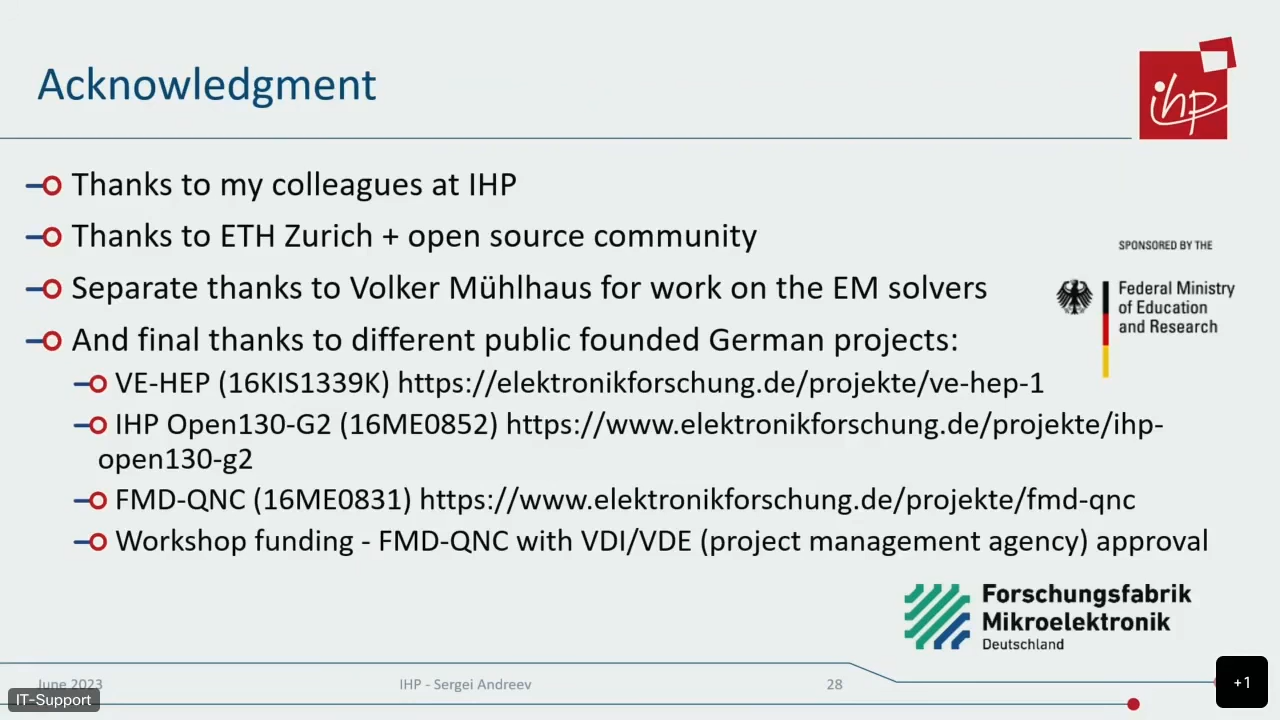 Acknowledgment
ihp
Thanks to my colleagues at IHP
Thanks to ETH Zurich + open source community
Separate thanks to Volker Mühlhaus for work on the EM solvers
And final thanks to different public founded German projects:
VE-HEP (16KIS1339K) https://elektronikforschung.de/projekte/ve-hep-1
IHP Open130-G2 (16ME0852) https://www.elektronikforschung.de/projekte/ihp-
open130-g2
FMD-QNC (16ME0831) https://www.elektronikforschung.de/projekte/fmd-qnc
Workshop funding - FMD-QNC with VDI/VDE (project management agency) approval
SPONSORED BY THE
Federal Ministry
of Education
and Research
Forschungsfabrik
Mikroelektronik
Deutschland
June 2023
IHP - Sergei Andreev
28
IT-Support
+1